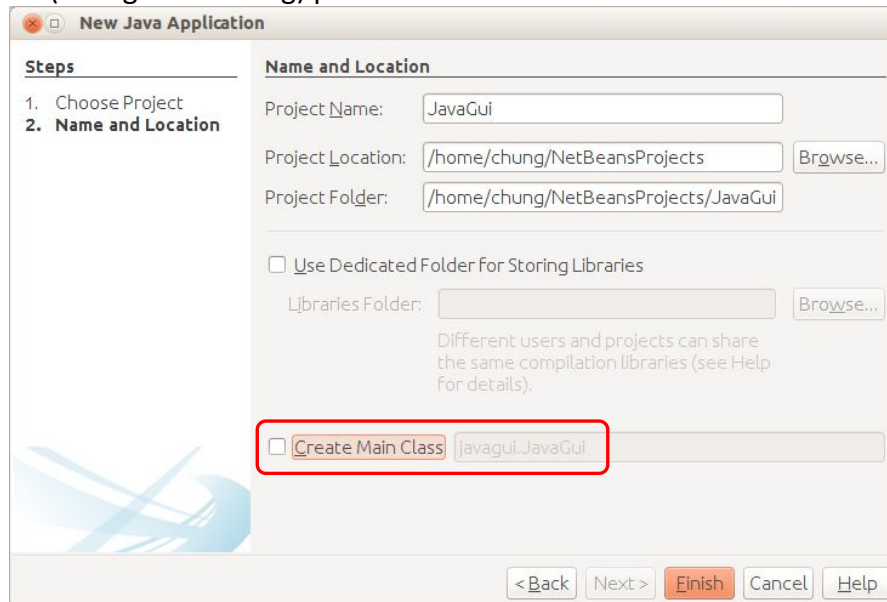 New Java Application
Steps
1. Choose Project
2. Name and Location
Name and Location
Project Name: JavaGui
Project Location: /home/chung/NetBeansProjects Browse...
Project Folder: /home/chung/NetBeansProjects/JavaGui
Use Dedicated Folder for Storing Libraries
Libraries Folder: Browse...
Different users and projects can share
the same compilation libraries (see Help
for details).
Create Main Class javagui.JavaGui
< Back Next > Finish Cancel Help